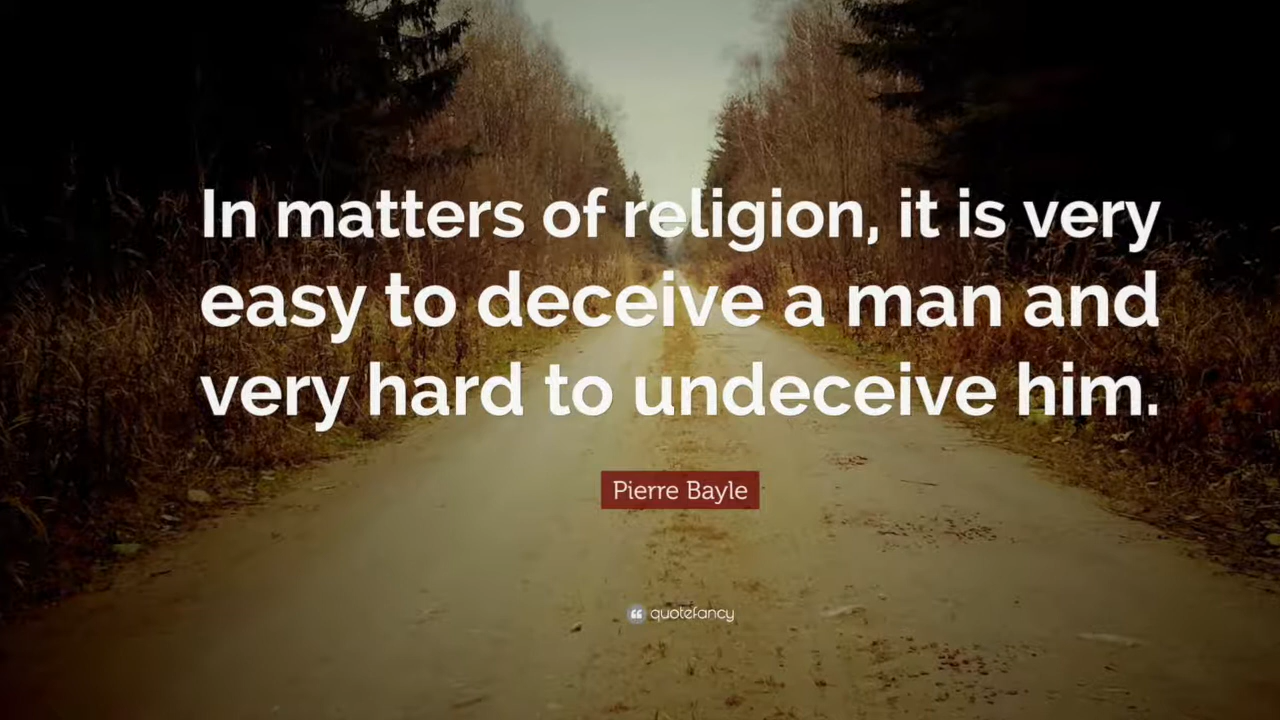 In matters of religion, it is very
easy to deceive a man and
very hard to undeceive him.
Pierre Bayle
quotefancy